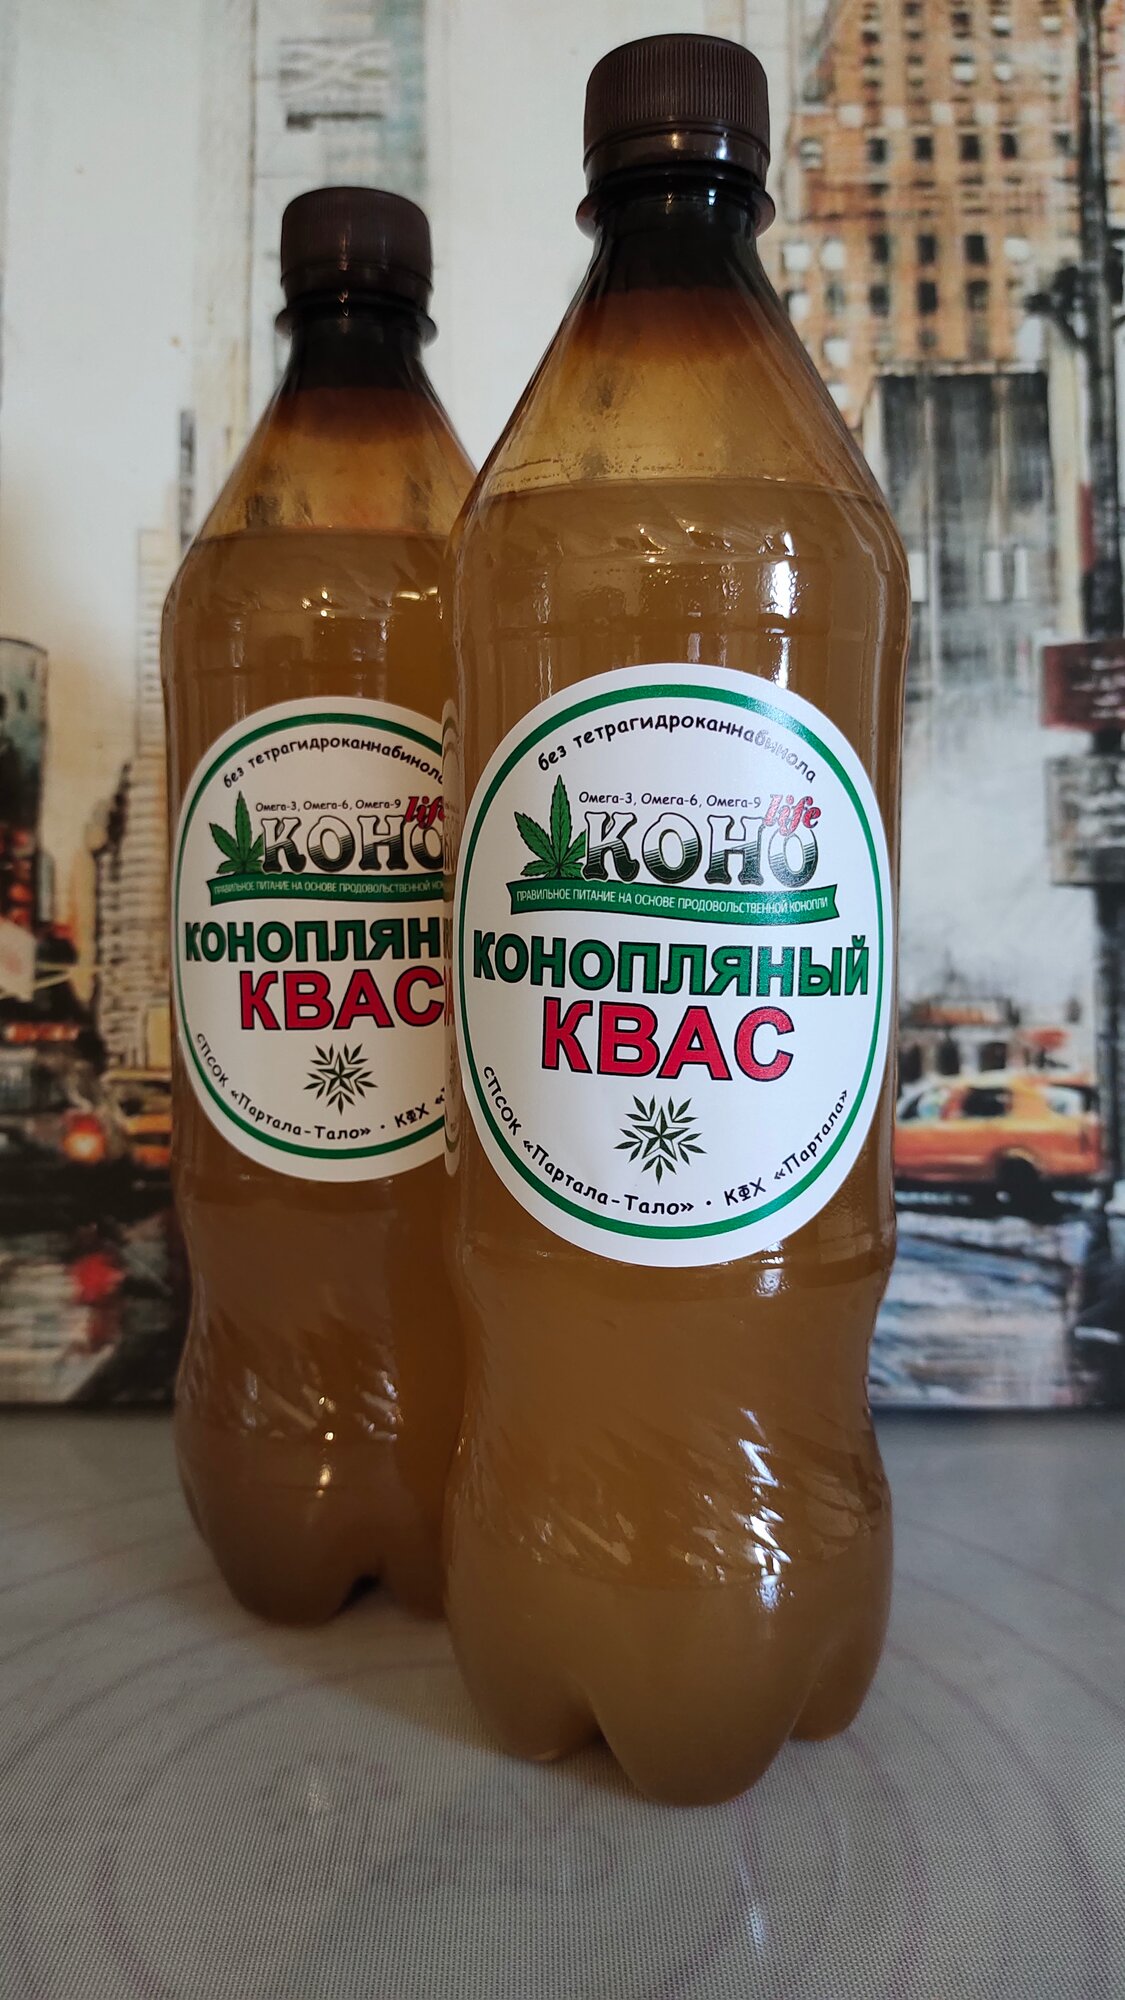 без тетрагидроканнабинола
Омега-3, Омега-6, Омега-9
КОНО life
ПРАВИЛЬНОЕ ПИТАНИЕ НА ОСНОВЕ ПРОДОВОЛЬСТВЕННОЙ КОН
КОНОПЛЯН
КВАС
СПСОК «Партала-Тало» · КФХ «
без тетрагидроканнабинола
Омега-3, Омега-6, Омега-9
КОНО life
ПРАВИЛЬНОЕ ПИТАНИЕ НА ОСНОВЕ ПРОДОВОЛЬСТВЕННОЙ КОНОПЛИ
КОНОПЛЯНЫЙ
КВАС
СПСОК «Партала-Тало» · КФХ «Партала»